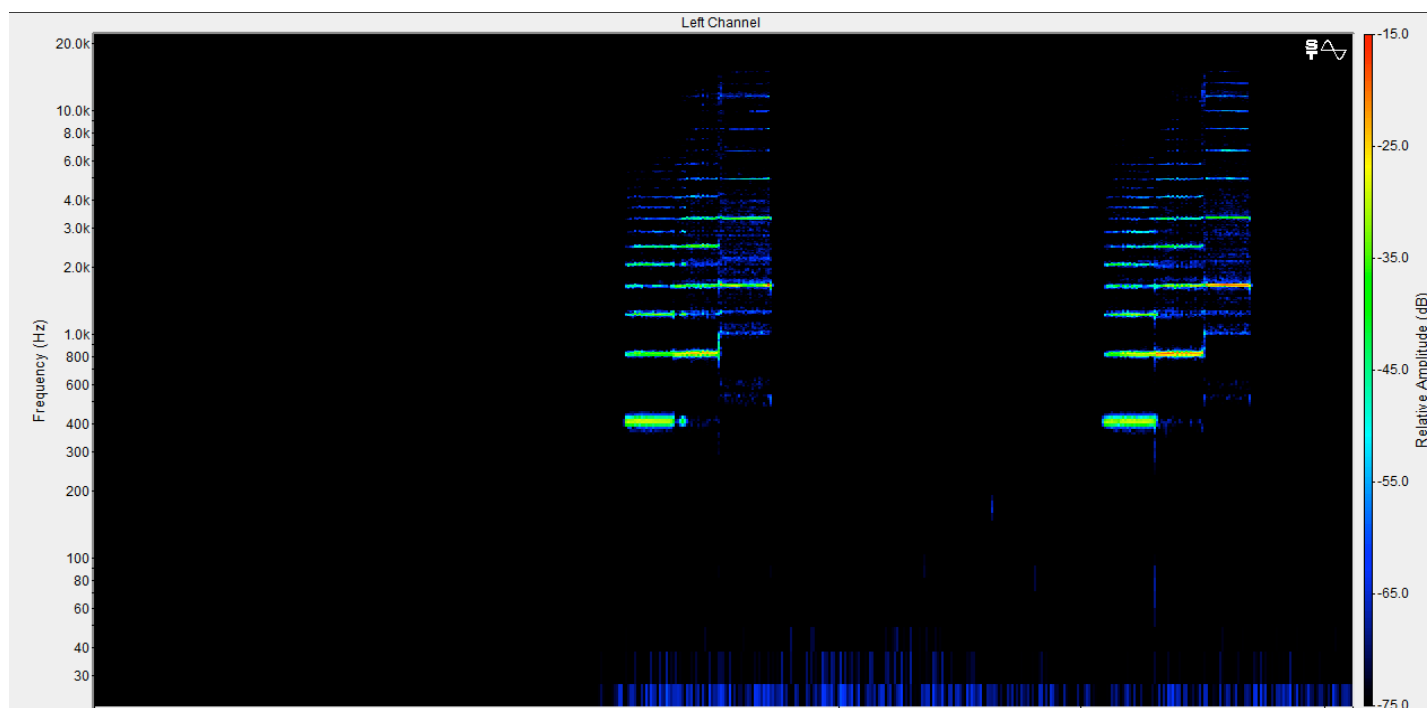 Left Channel
20.0k
10.0k
8.0k
6.0k
4.0k
3.0k
2.0k
1.0k
800
600
400
300
200
100
80
60
40
30
Frequency (Hz)
S
T
-15.0
-25.0
-35.0
-45.0
-55.0
-65.0
-75.0
Relative Amplitude (dB)